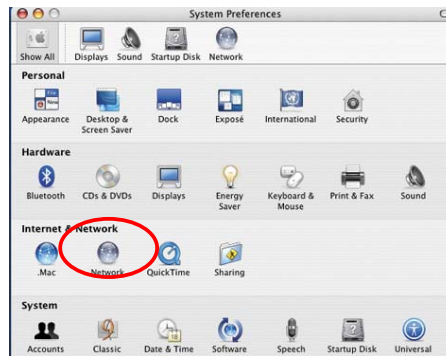 System Preferences
Show All Displays Sound Startup Disk Network
Personal
Appearance Desktop & Screen Saver Dock Exposé International Security
Hardware
Bluetooth CDs & DVDs Displays Energy Saver Keyboard & Mouse Print & Fax Sound
Internet & Network
.Mac Network QuickTime Sharing
System
Accounts Classic Date & Time Software Speech Startup Disk Universal